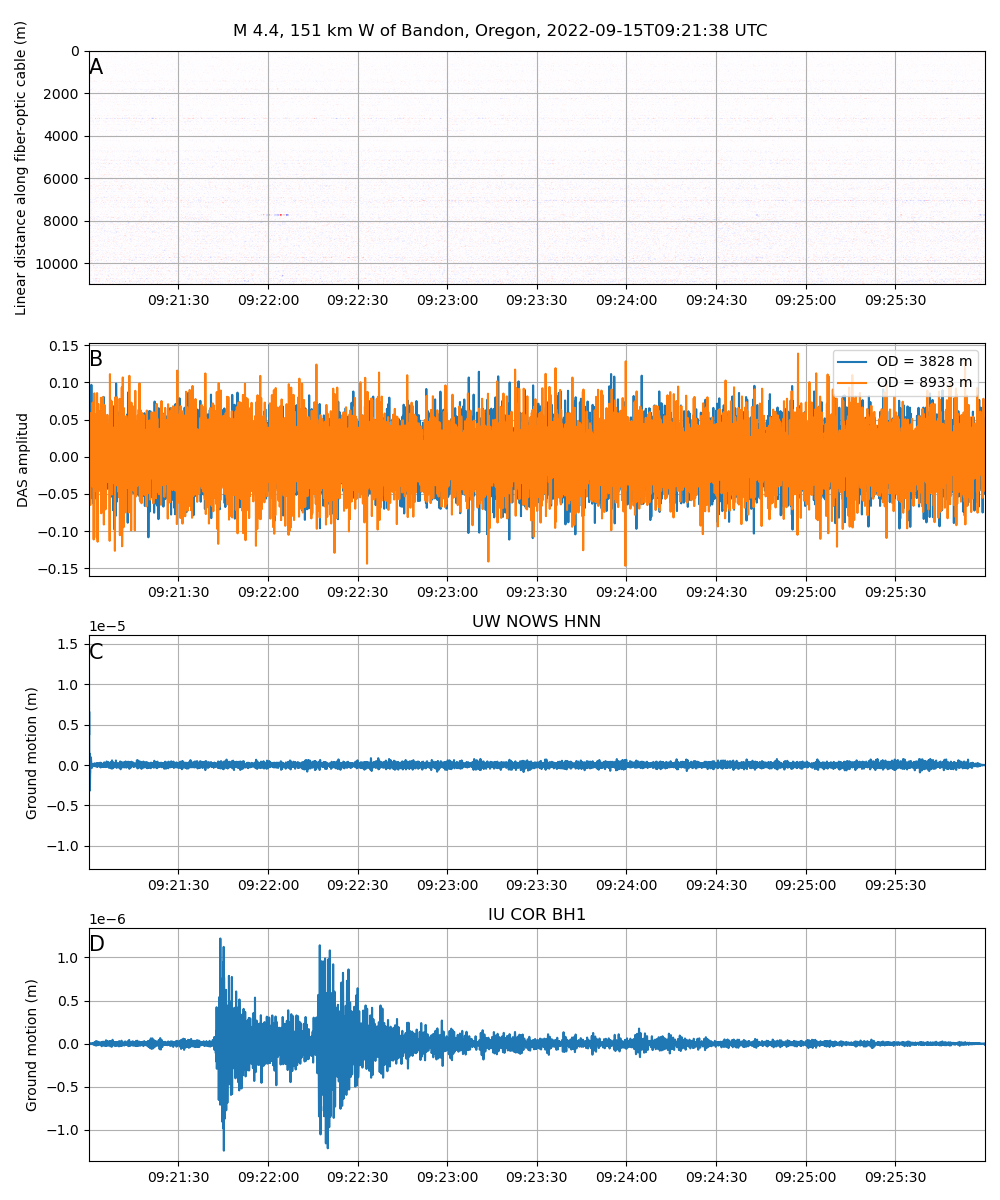 M 4.4, 151 km W of Bandon, Oregon, 2022-09-15T09:21:38 UTC
A
Linear distance along fiber-optic cable (m)
0
2000
4000
6000
8000
10000
09:21:30 09:22:00 09:22:30 09:23:00 09:23:30 09:24:00 09:24:30 09:25:00 09:25:30
B
DAS amplitud
0.15
0.10
0.05
0.00
−0.05
−0.10
−0.15
OD = 3828 m
OD = 8933 m
09:21:30 09:22:00 09:22:30 09:23:00 09:23:30 09:24:00 09:24:30 09:25:00 09:25:30
UW NOWS HNN
1e−5
C
Ground motion (m)
1.5
1.0
0.5
0.0
−0.5
−1.0
09:21:30 09:22:00 09:22:30 09:23:00 09:23:30 09:24:00 09:24:30 09:25:00 09:25:30
IU COR BH1
1e−6
D
Ground motion (m)
1.0
0.5
0.0
−0.5
−1.0
09:21:30 09:22:00 09:22:30 09:23:00 09:23:30 09:24:00 09:24:30 09:25:00 09:25:30